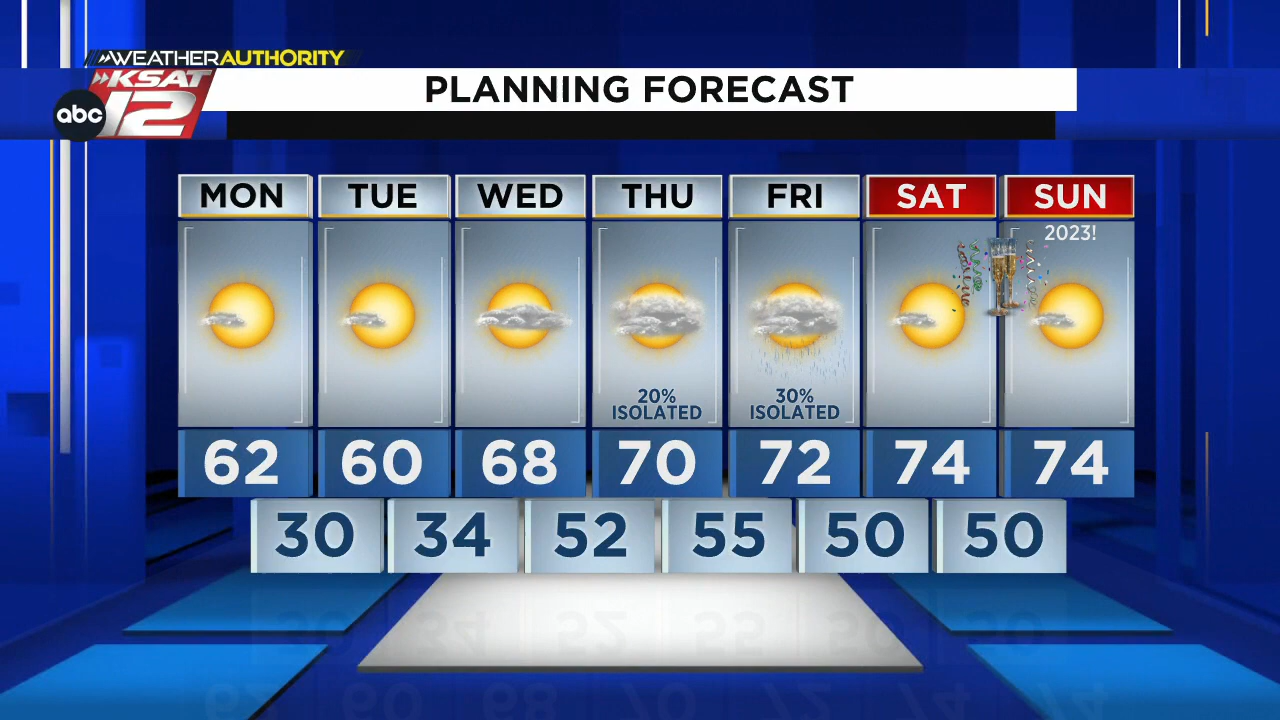 WEATHERAUTHORITY
KSAT
abc 12
PLANNING FORECAST
MON TUE WED THU FRI SAT SUN
2023!
20% 30%
ISOLATED ISOLATED
62 60 68 70 72 74 74
30 34 52 55 50 50